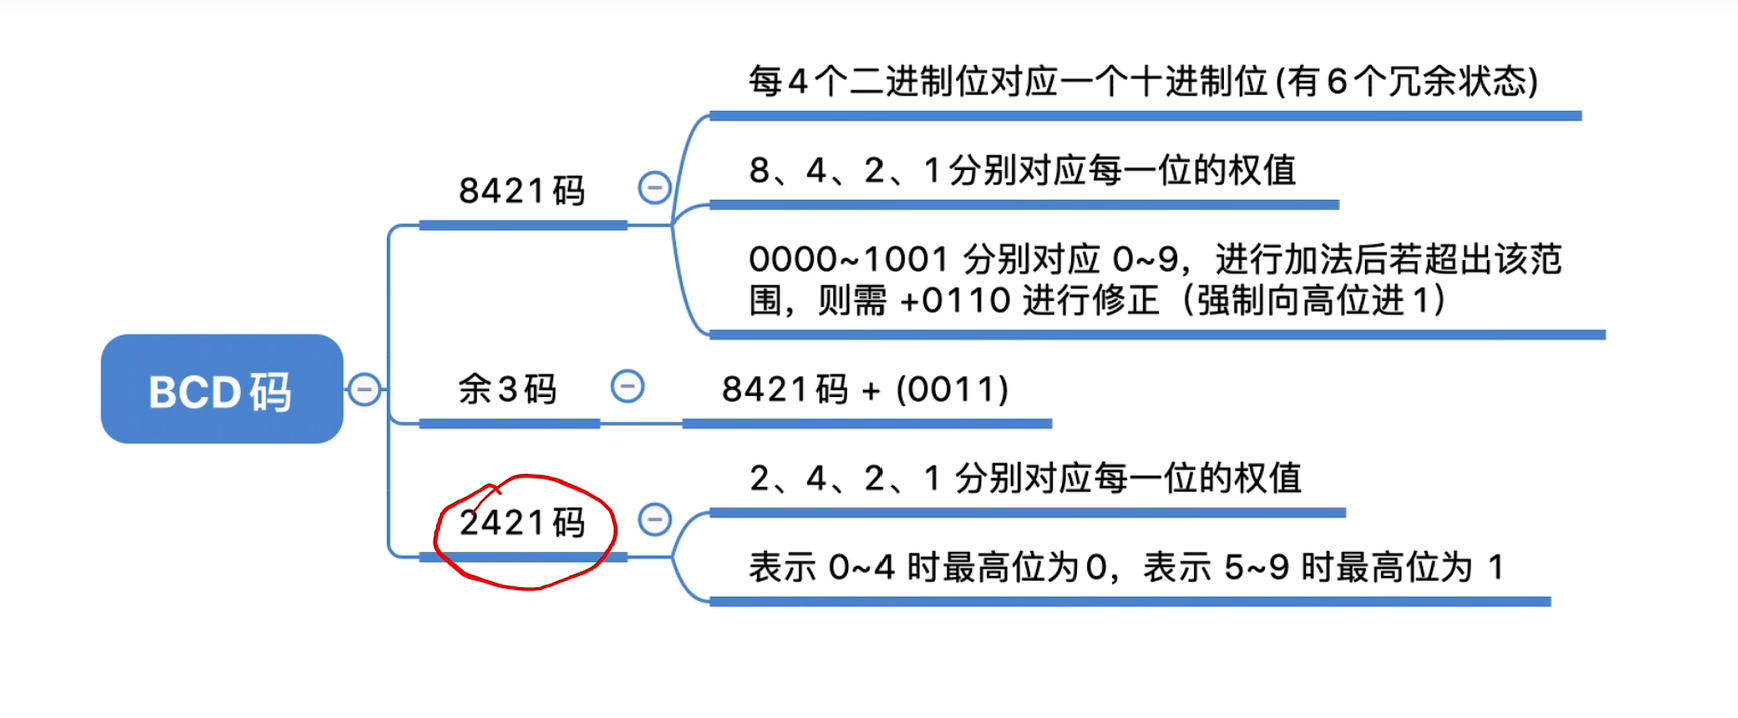 每4个二进制位对应一个十进制位(有6个冗余状态)
8、4、2、1分别对应每一位的权值
8421码
0000~1001 分别对应 0~9，进行加法后若超出该范
围，则需 +0110 进行修正（强制向高位进1）
BCD码
余3码
8421码 + (0011)
2、4、2、1 分别对应每一位的权值
2421码
表示 0~4 时最高位为0，表示 5~9 时最高位为 1